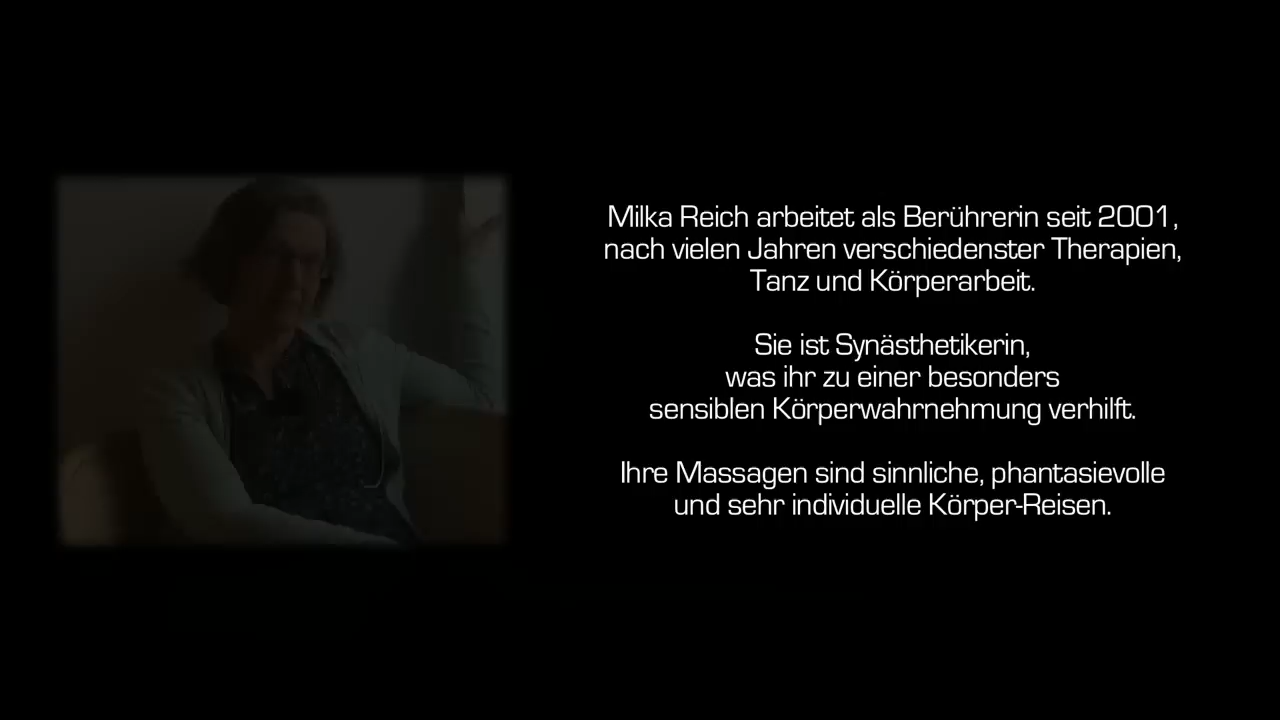 Milka Reich arbeitet als Berührerin seit 2001,
nach vielen Jahren verschiedenster Therapien,
Tanz und Körperarbeit.
Sie ist Synästhetikerin,
was ihr zu einer besonders
sensiblen Körperwahrnehmung verhilft.
Ihre Massagen sind sinnliche, phantasievolle
und sehr individuelle Körper-Reisen.